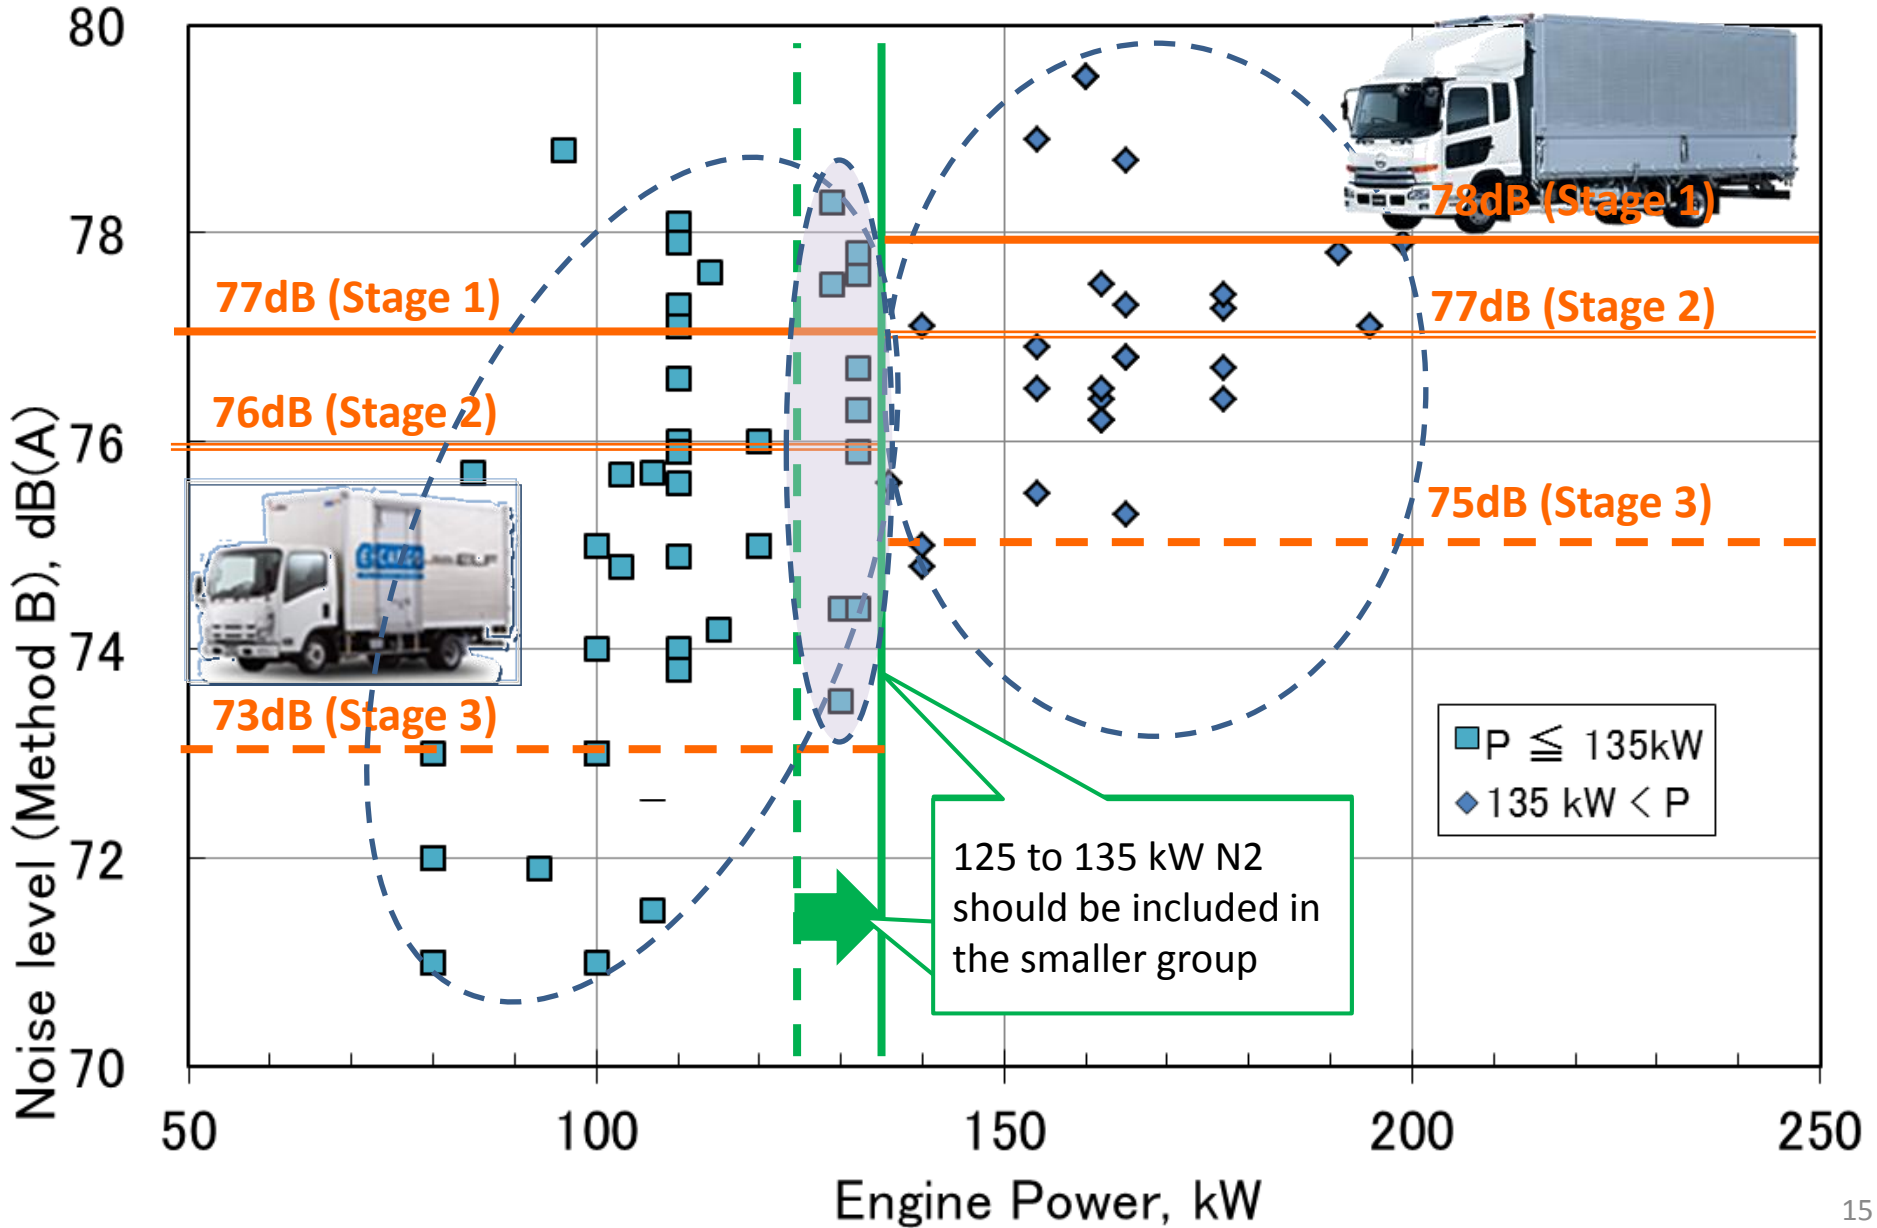 80
78
76
74
72
70
Noise level (Method B), dB(A)
50
100
150
200
250
Engine Power, kW
77dB (Stage 1)
76dB (Stage 2)
73dB (Stage 3)
78dB (Stage 1)
77dB (Stage 2)
75dB (Stage 3)
ELF
P ≦ 135kW
135 kW < P
125 to 135 kW N2
should be included in
the smaller group
15